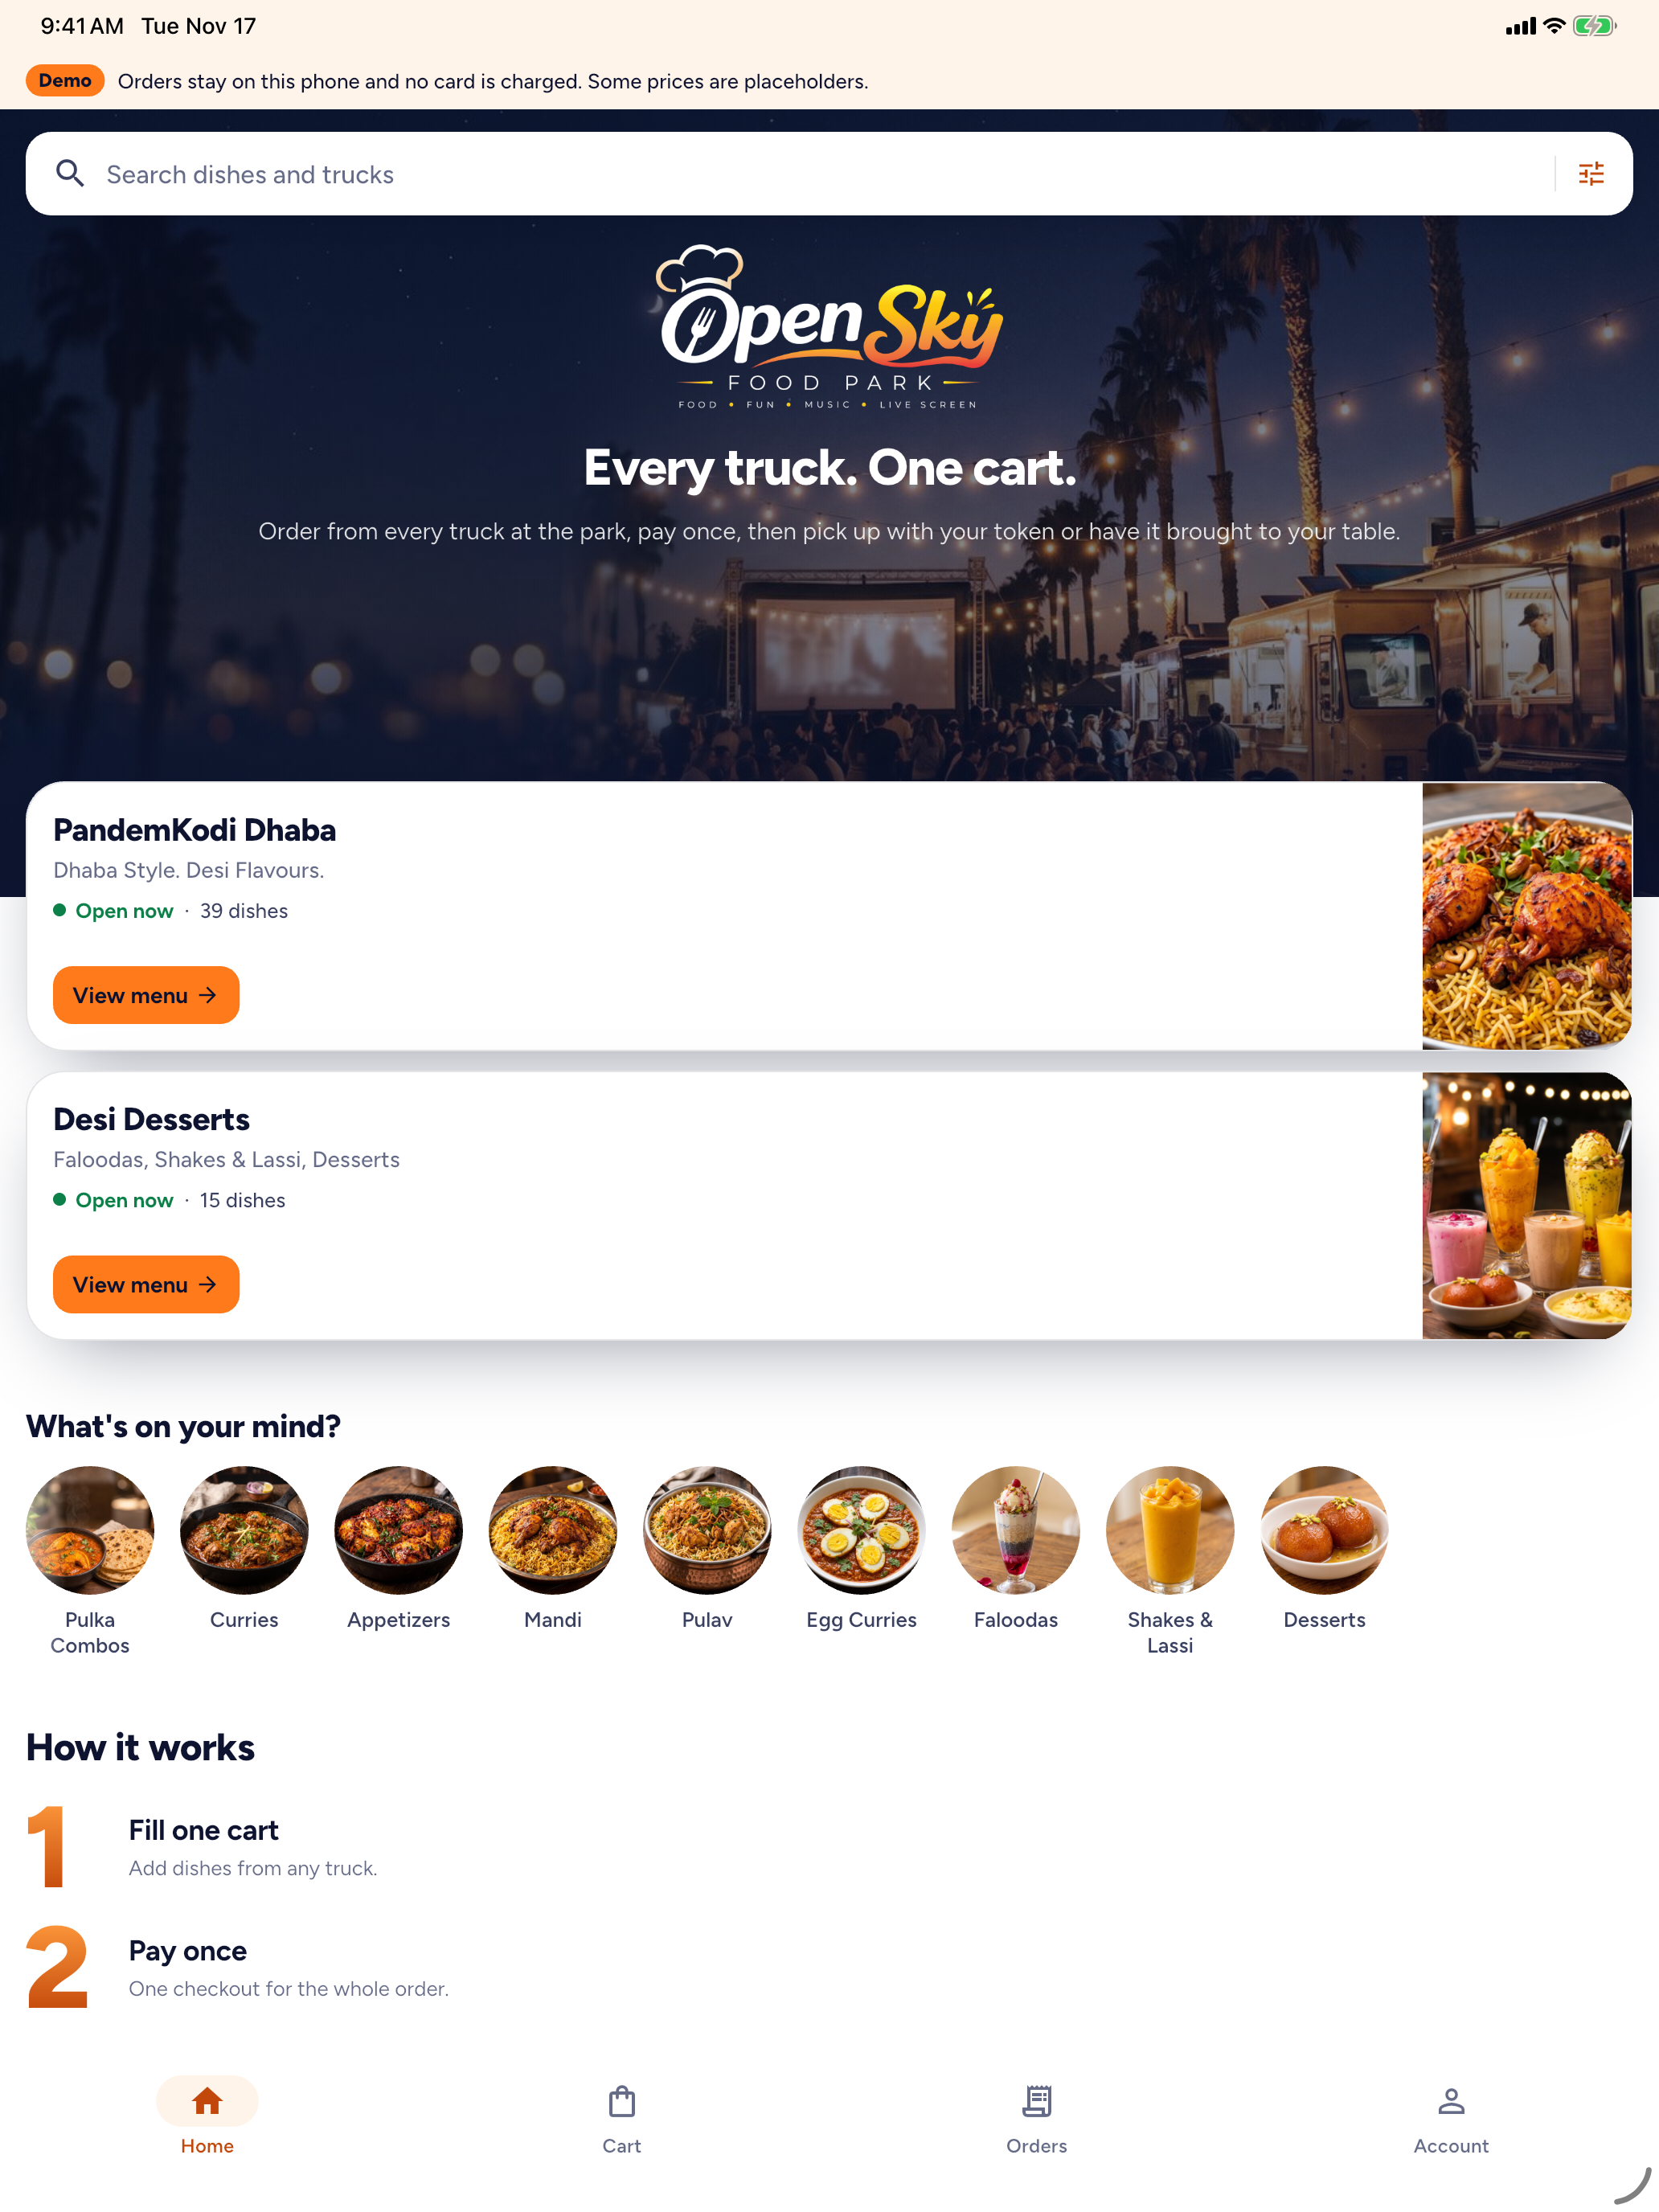 9:41 AM Tue Nov 17
Demo Orders stay on this phone and no card is charged. Some prices are placeholders.
Search dishes and trucks
Open Sky
FOOD PARK
FOOD • FUN • MUSIC • LIVE SCREEN
Every truck. One cart.
Order from every truck at the park, pay once, then pick up with your token or have it brought to your table.
PandemKodi Dhaba
Dhaba Style. Desi Flavours.
Open now · 39 dishes
View menu →
Desi Desserts
Faloodas, Shakes & Lassi, Desserts
Open now · 15 dishes
View menu →
What's on your mind?
Pulka Combos
Curries
Appetizers
Mandi
Pulav
Egg Curries
Faloodas
Shakes & Lassi
Desserts
How it works
1 Fill one cart
Add dishes from any truck.
2 Pay once
One checkout for the whole order.
Home
Cart
Orders
Account